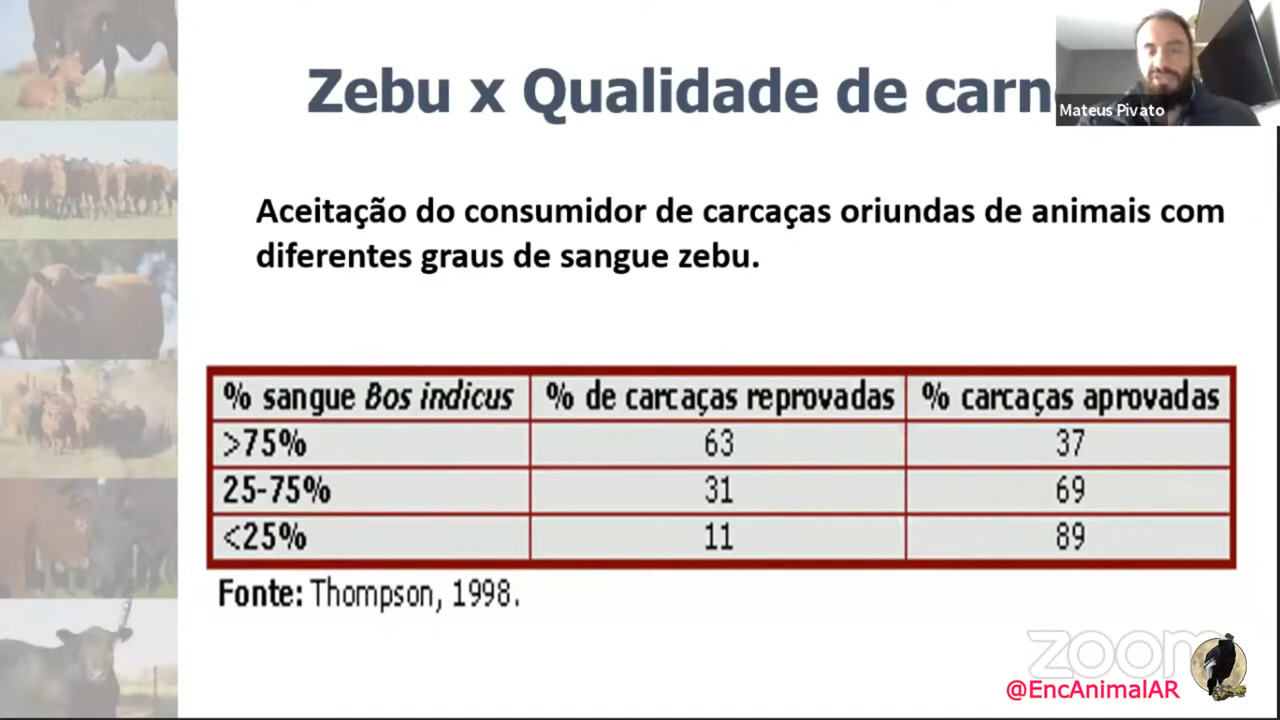 Zebu x Qualidade de carn
Mateus Pivato
Aceitação do consumidor de carcaças oriundas de animais com
diferentes graus de sangue zebu.
% sangue Bos indicus % de carcaças reprovadas % carcaças aprovadas
>75% 63 37
25-75% 31 69
<25% 11 89
Fonte: Thompson, 1998.
zoom
@EncAnimalAR